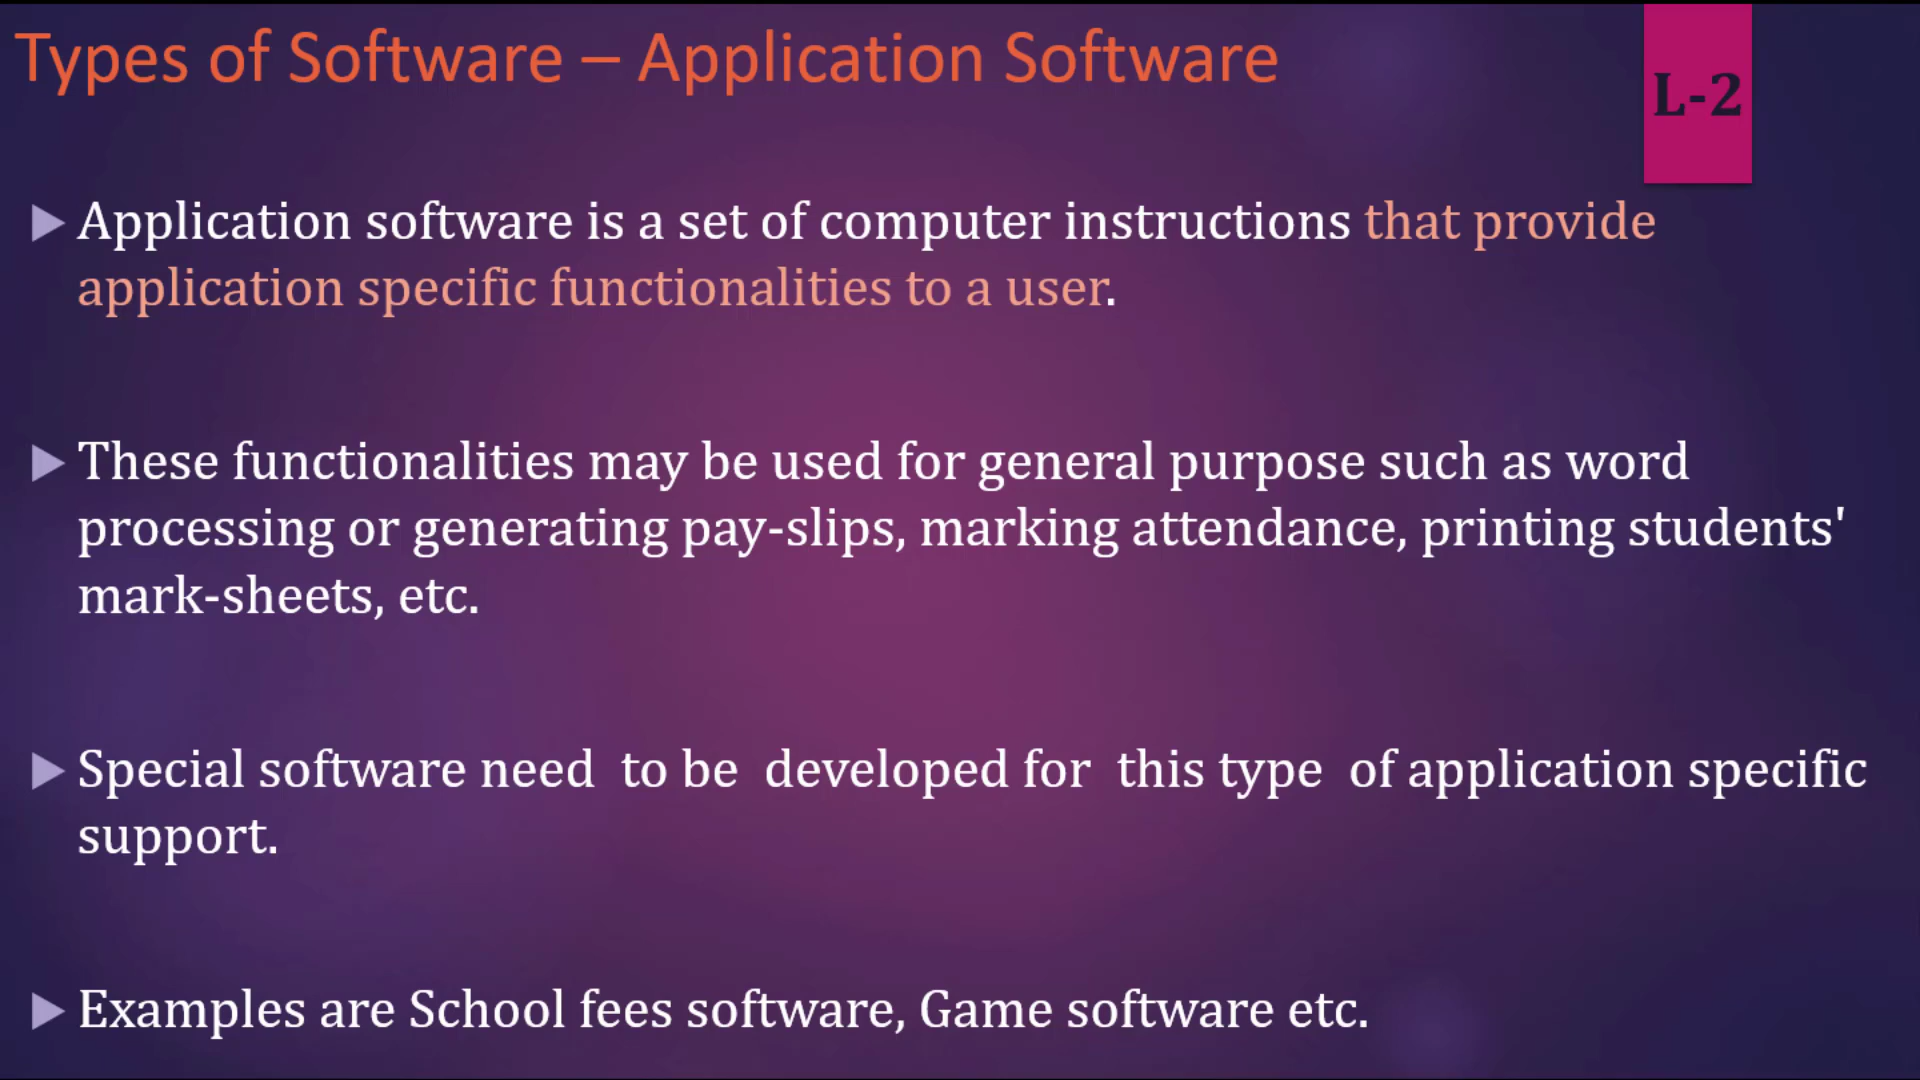 Types of Software – Application Software
L-2
Application software is a set of computer instructions that provide
application specific functionalities to a user.
These functionalities may be used for general purpose such as word
processing or generating pay-slips, marking attendance, printing students'
mark-sheets, etc.
Special software need  to be  developed for  this type  of application specific
support.
Examples are School fees software, Game software etc.